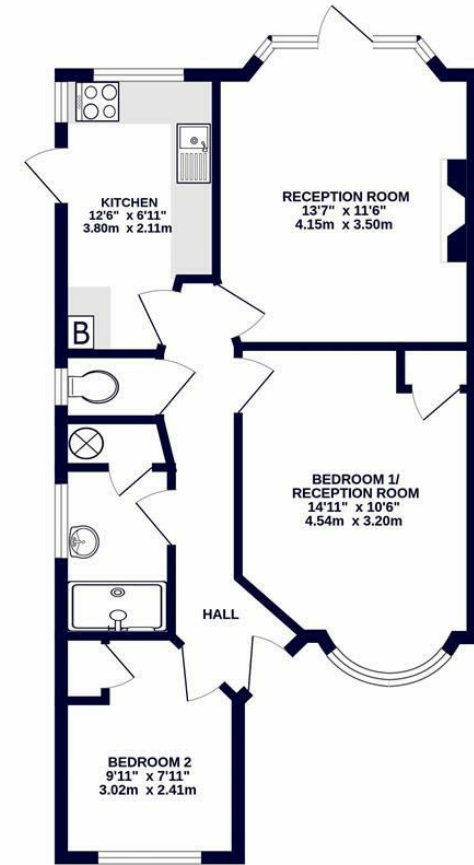 KITCHEN
12'6" x 6'11"
3.80m x 2.11m
RECEPTION ROOM
13'7" x 11'6"
4.15m x 3.50m
B
BEDROOM 1/
RECEPTION ROOM
14'11" x 10'6"
4.54m x 3.20m
HALL
BEDROOM 2
9'11" x 7'11"
3.02m x 2.41m